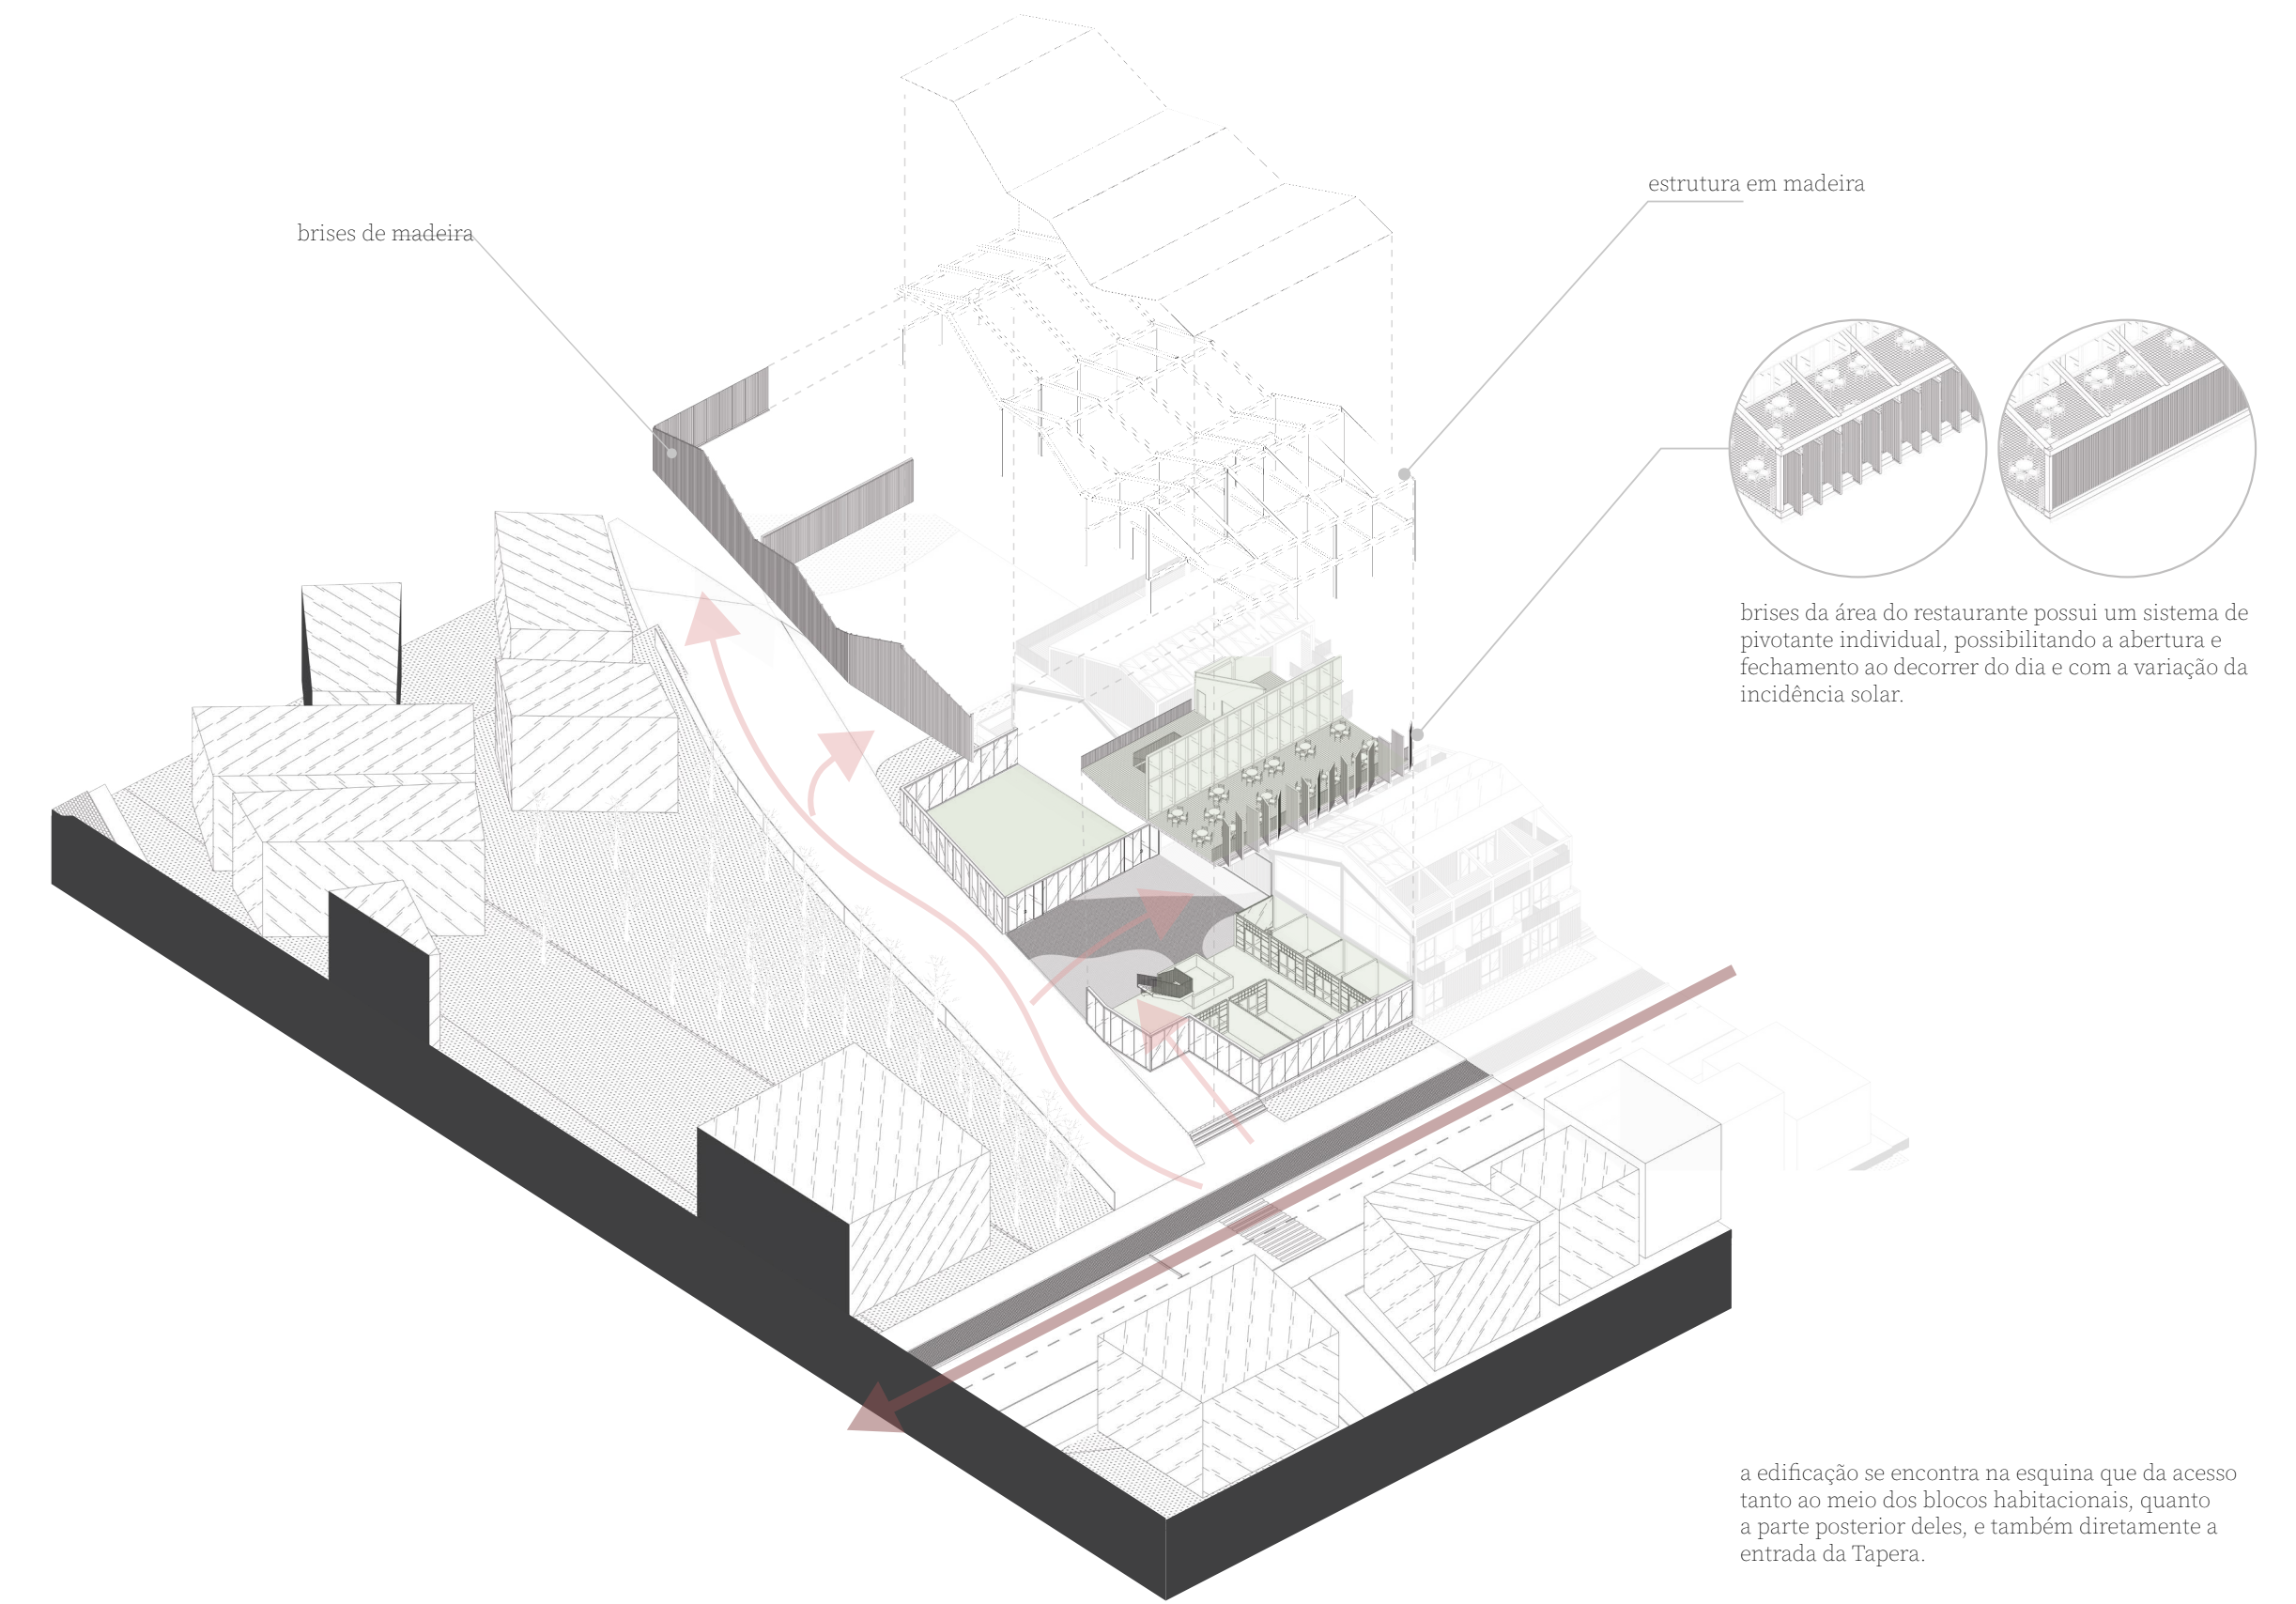 estrutura em madeira
brises de madeira
brises da área do restaurante possui um sistema de
pivotante individual, possibilitando a abertura e
fechamento ao decorrer do dia e com a variação da
incidência solar.
a edificação se encontra na esquina que da acesso
tanto ao meio dos blocos habitacionais, quanto
a parte posterior deles, e também diretamente a
entrada da Tapera.